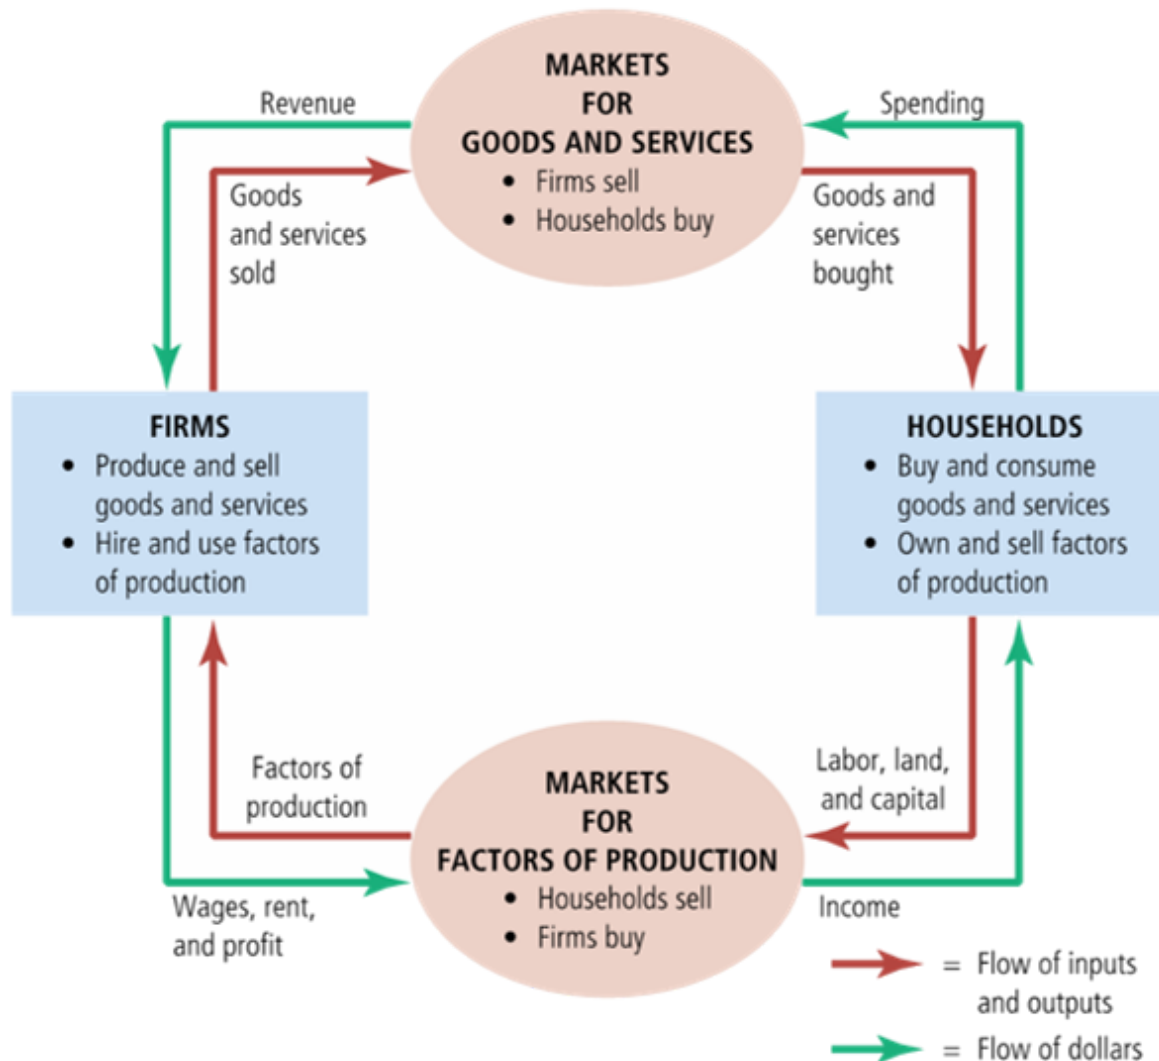 MARKETS
FOR
GOODS AND SERVICES
• Firms sell
• Households buy
Revenue
Spending
Goods
and services
sold
Goods and
services
bought
FIRMS
• Produce and sell
goods and services
• Hire and use factors
of production
HOUSEHOLDS
• Buy and consume
goods and services
• Own and sell factors
of production
Factors of
production
Labor, land,
and capital
MARKETS
FOR
FACTORS OF PRODUCTION
• Households sell
• Firms buy
Wages, rent,
and profit
Income
= Flow of inputs
and outputs
= Flow of dollars